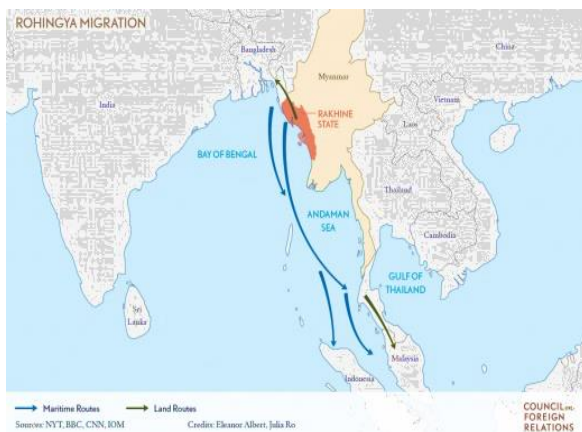 ROHINGYA MIGRATION
Bangladesh
China
India
Myanmar
Vietnam
RAKHINE
STATE
Laos
BAY OF BENGAL
Thailand
ANDAMAN
SEA
Cambodia
GULF OF
THAILAND
Sri
Lanka
Malaysia
Indonesia
Maritime Routes
Land Routes
Sources: NYT, BBC, CNN, IOM
Credits: Eleanor Albert, Julia Ro
COUNCIL on
FOREIGN
RELATIONS